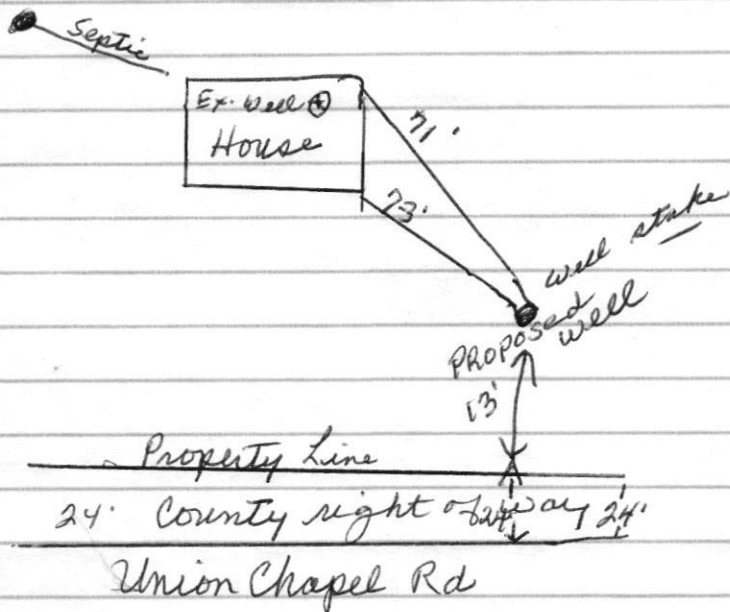 Septic
Ex. Well
House
71'
73'
Well stake
PROPOSED
Well
13'
Property Line
24' County right of way 24'
24'
Union Chapel Rd